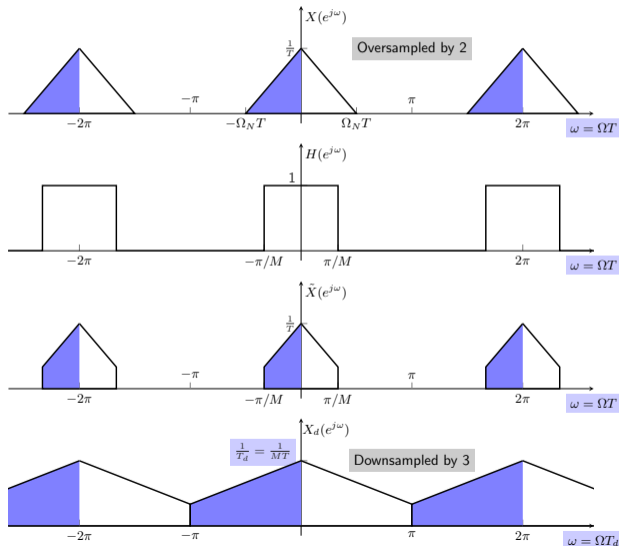 X(e^{jω})
1/T
Oversampled by 2
−π π
−2π −Ω_N T Ω_N T 2π ω = ΩT
H(e^{jω})
1
−2π −π/M π/M 2π ω = ΩT
X̃(e^{jω})
1/T
−π π
−2π −π/M π/M 2π ω = ΩT
X_d(e^{jω})
1/T_d = 1/MT
Downsampled by 3
−2π −π π 2π ω = ΩT_d